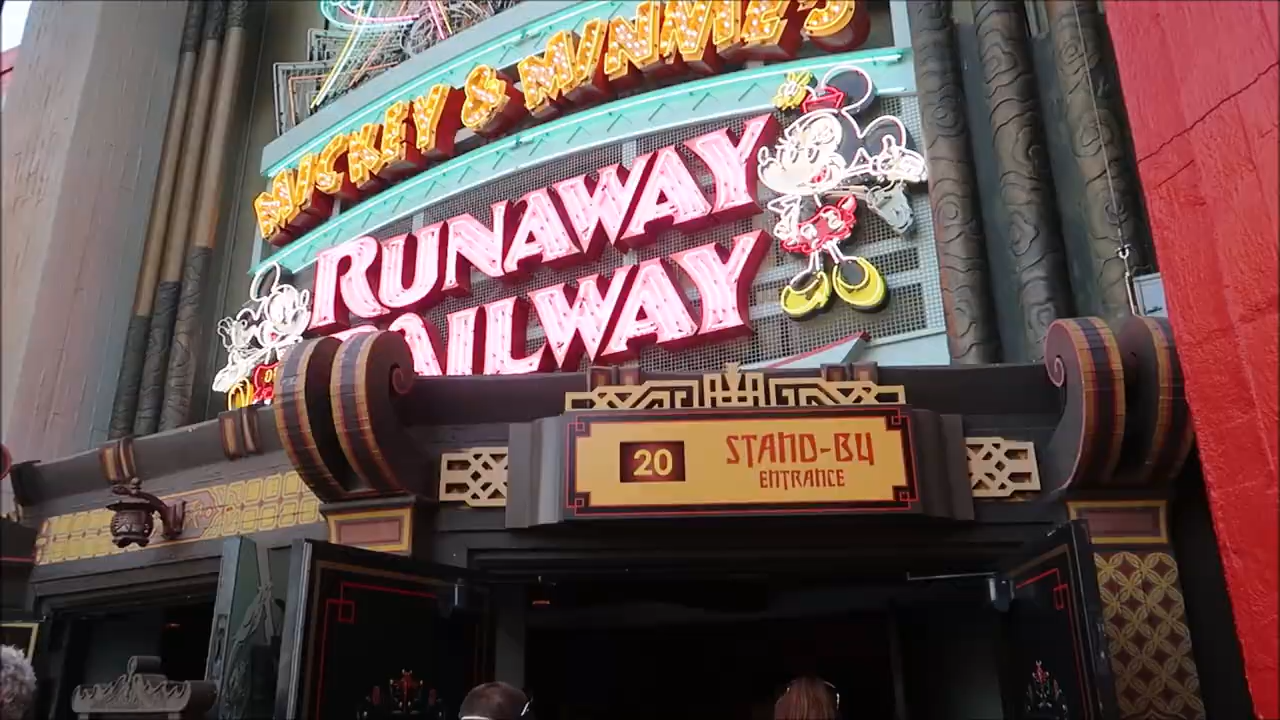 MICKEY & MINNIE'S
RUNAWAY
RAILWAY
20
STAND-BY
ENTRANCE